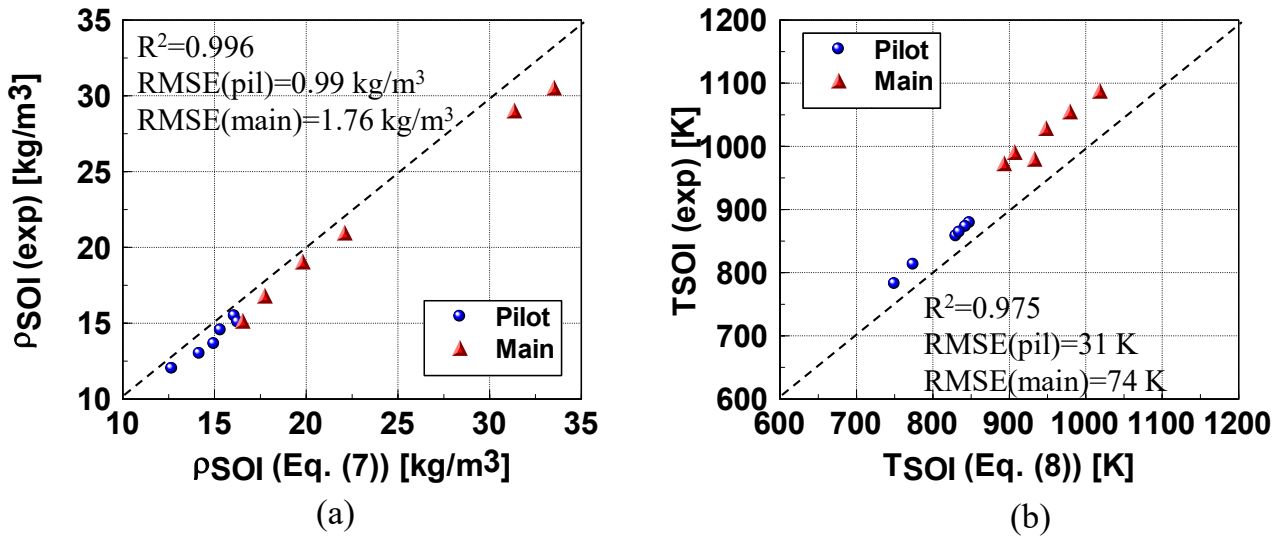 35
30
25
20
15
10
10 15 20 25 30 35
ρSOI (exp) [kg/m3]
R²=0.996
RMSE(pil)=0.99 kg/m³
RMSE(main)=1.76 kg/m³
Pilot
Main
ρSOI (Eq. (7)) [kg/m3]
(a)
1200
1100
1000
900
800
700
600
600 700 800 900 1000 1100 1200
TSOI (exp) [K]
Pilot
Main
R²=0.975
RMSE(pil)=31 K
RMSE(main)=74 K
TSOI (Eq. (8)) [K]
(b)